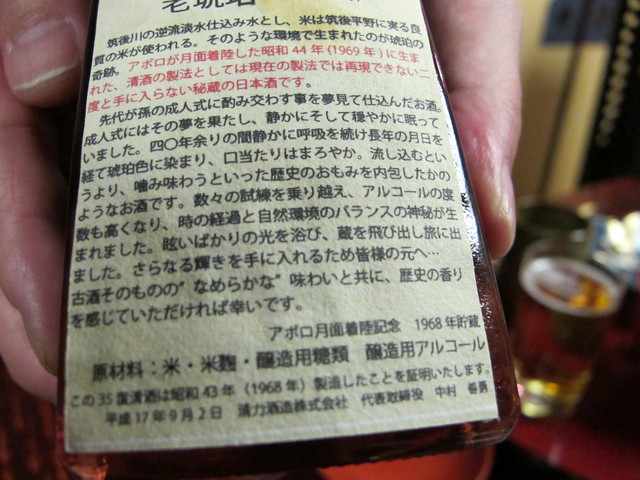 老琥珀
筑後川の逆流淡水仕込み水とし、米は筑後平野に実る良
質の米が使われる。そのような環境で生まれたのが琥珀の
奇跡。アポロが月面着陸した昭和44年(1969年)に生ま
れた、清酒の製法としては現在の製法では再現できない二
度と手に入らない秘蔵の日本酒です。
先代が孫の成人式に酌み交わす事を夢見て仕込んだお酒。
成人式にはその夢を果たし、静かにそして穏やかに眠って
いました。四〇年余りの間静かに呼吸を続け長年の月日を
経て琥珀色に染まり、口当たりはまろやか。流し込むとい
うより、噛み味わうといった歴史のおもみを内包したかの
ようなお酒です。数々の試練を乗り越え、アルコールの度
数も高くなり、時の経過と自然環境のバランスの神秘が生
まれました。眩いばかりの光を浴び、蔵を飛び出し旅に出
ました。さらなる輝きを手に入れるため皆様の元へ…
古酒そのものの”なめらかな”味わいと共に、歴史の香り
を感じていただければ幸いです。
アポロ月面着陸記念 1968年貯蔵
原材料:米・米麹・醸造用糖類 醸造用アルコール
この35度清酒は昭和43年(1968年)製造したことを証明いたします。
平成17年9月2日 清力酒造株式会社 代表取締役 中村